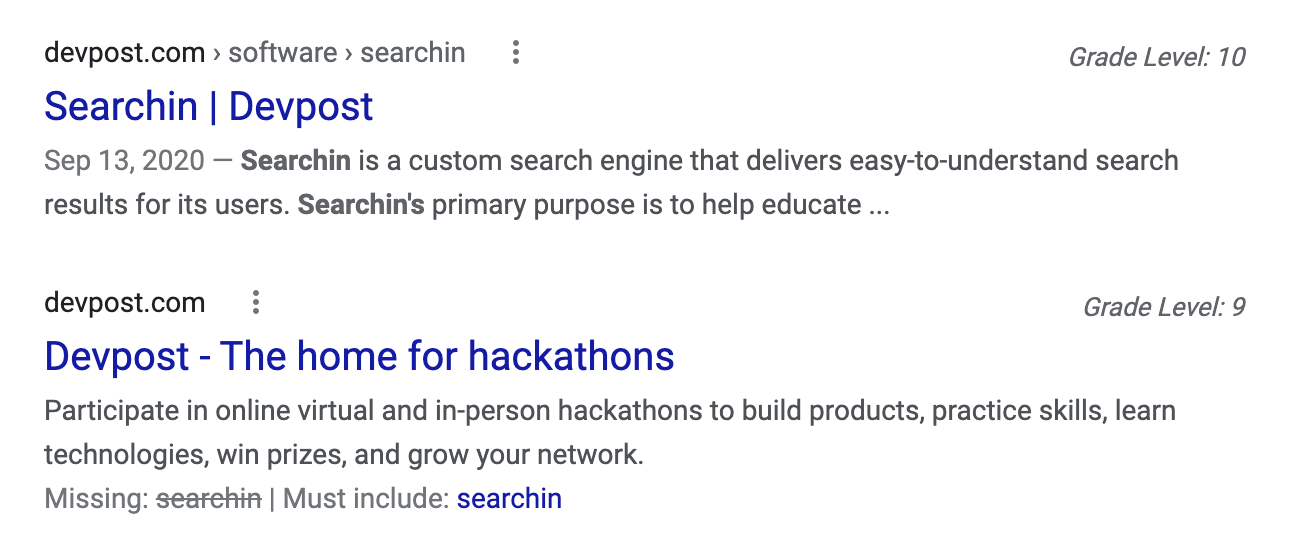 devpost.com › software › searchin
Grade Level: 10
Searchin | Devpost
Sep 13, 2020 — Searchin is a custom search engine that delivers easy-to-understand search
results for its users. Searchin's primary purpose is to help educate ...
devpost.com
Grade Level: 9
Devpost - The home for hackathons
Participate in online virtual and in-person hackathons to build products, practice skills, learn
technologies, win prizes, and grow your network.
Missing: searchin | Must include: searchin